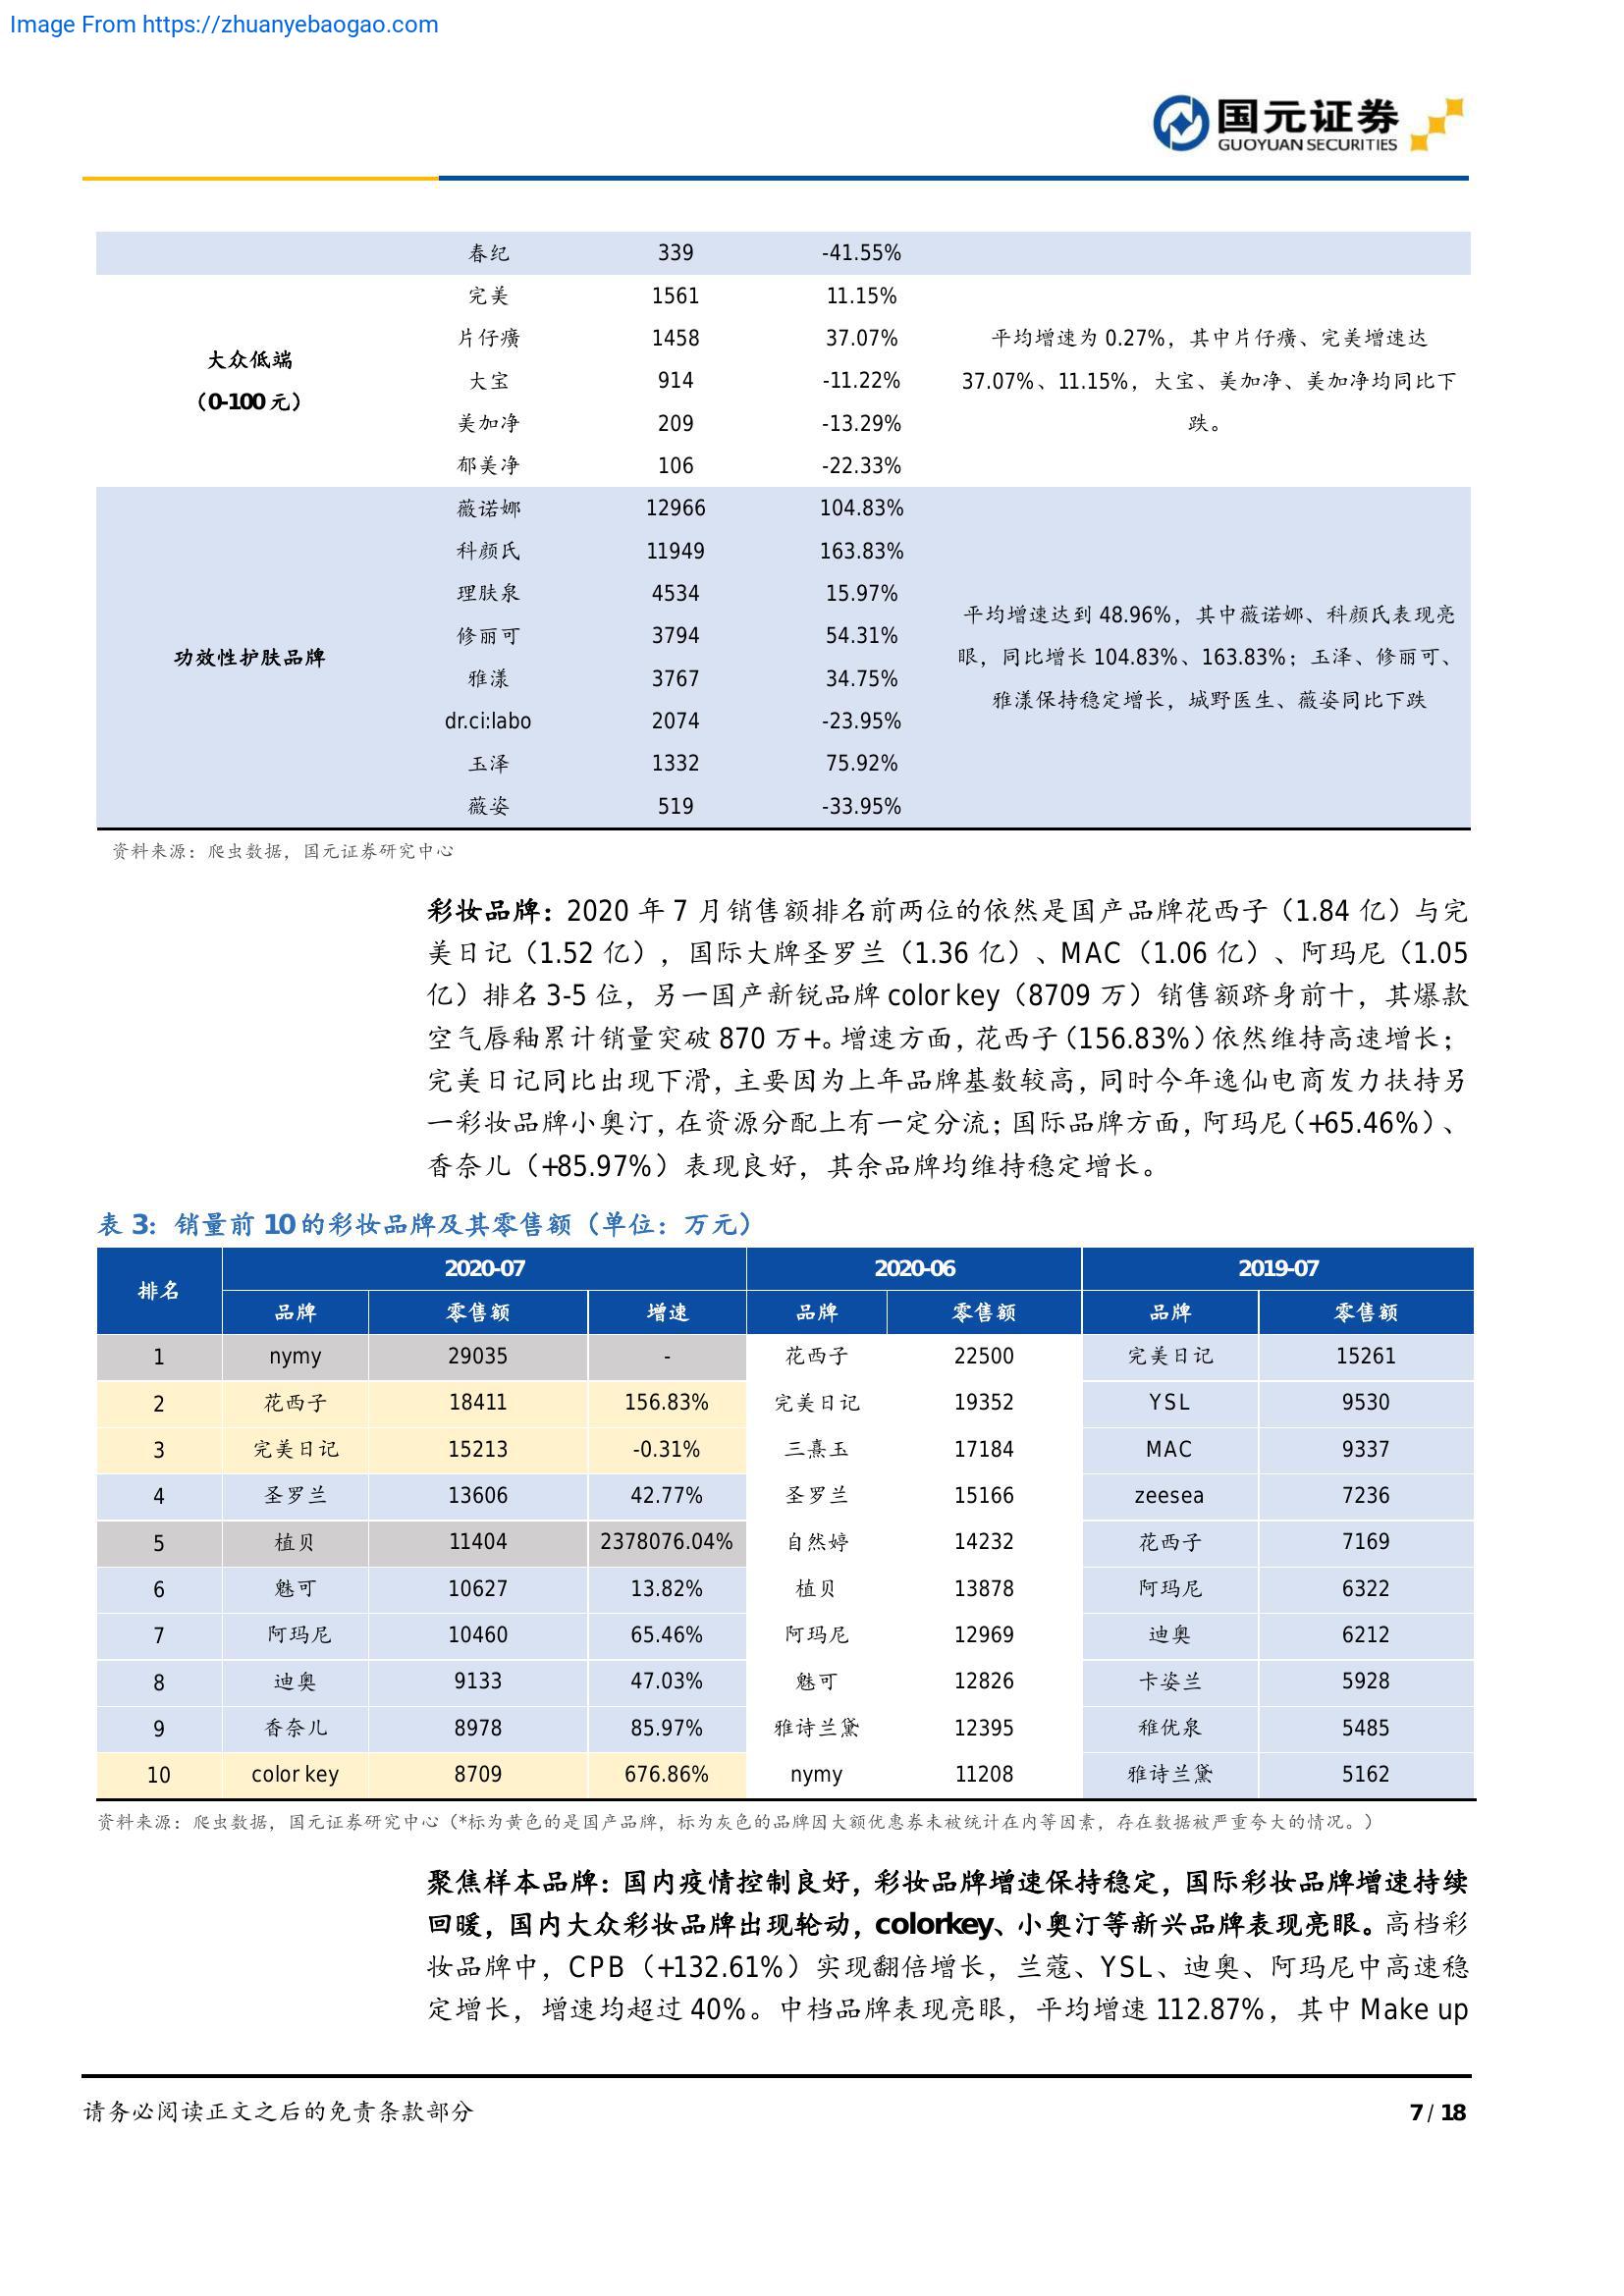 Image From https://zhuanyebaogao.com
国元证券
GUOYUAN SECURITIES
春纪 339 -41.55%
完美 1561 11.15%
片仔癀 1458 37.07% 平均增速为 0.27%，其中片仔癀、完美增速达
大众低端
大宝 914 -11.22% 37.07%、11.15%，大宝、美加净、美加净均同比下
（0-100 元）
美加净 209 -13.29% 跌。
郁美净 106 -22.33%
薇诺娜 12966 104.83%
科颜氏 11949 163.83%
理肤泉 4534 15.97%
平均增速达到 48.96%，其中薇诺娜、科颜氏表现亮
修丽可 3794 54.31%
功效性护肤品牌 眼，同比增长 104.83%、163.83%；玉泽、修丽可、
雅漾 3767 34.75%
雅漾保持稳定增长，城野医生、薇姿同比下跌
dr.ci:labo 2074 -23.95%
玉泽 1332 75.92%
薇姿 519 -33.95%
资料来源：爬虫数据，国元证券研究中心
彩妆品牌：2020 年 7 月销售额排名前两位的依然是国产品牌花西子（1.84 亿）与完
美日记（1.52 亿），国际大牌圣罗兰（1.36 亿）、MAC（1.06 亿）、阿玛尼（1.05
亿）排名 3-5 位，另一国产新锐品牌 color key（8709 万）销售额跻身前十，其爆款
空气唇釉累计销量突破 870 万+。增速方面，花西子（156.83%）依然维持高速增长；
完美日记同比出现下滑，主要因为上年品牌基数较高，同时今年逸仙电商发力扶持另
一彩妆品牌小奥汀，在资源分配上有一定分流；国际品牌方面，阿玛尼（+65.46%）、
香奈儿（+85.97%）表现良好，其余品牌均维持稳定增长。
表 3：销量前 10 的彩妆品牌及其零售额（单位：万元）
排名 2020-07 2020-06 2019-07
品牌 零售额 增速 品牌 零售额 品牌 零售额
1 nymy 29035 - 花西子 22500 完美日记 15261
2 花西子 18411 156.83% 完美日记 19352 YSL 9530
3 完美日记 15213 -0.31% 三熹玉 17184 MAC 9337
4 圣罗兰 13606 42.77% 圣罗兰 15166 zeesea 7236
5 植贝 11404 2378076.04% 自然婷 14232 花西子 7169
6 魅可 10627 13.82% 植贝 13878 阿玛尼 6322
7 阿玛尼 10460 65.46% 阿玛尼 12969 迪奥 6212
8 迪奥 9133 47.03% 魅可 12826 卡姿兰 5928
9 香奈儿 8978 85.97% 雅诗兰黛 12395 稚优泉 5485
10 color key 8709 676.86% nymy 11208 雅诗兰黛 5162
资料来源：爬虫数据，国元证券研究中心（*标为黄色的是国产品牌，标为灰色的品牌因大额优惠券未被统计在内等因素，存在数据被严重夸大的情况。）
聚焦样本品牌：国内疫情控制良好，彩妆品牌增速保持稳定，国际彩妆品牌增速持续
回暖，国内大众彩妆品牌出现轮动，colorkey、小奥汀等新兴品牌表现亮眼。高档彩
妆品牌中，CPB（+132.61%）实现翻倍增长，兰蔻、YSL、迪奥、阿玛尼中高速稳
定增长，增速均超过 40%。中档品牌表现亮眼，平均增速 112.87%，其中 Make up
请务必阅读正文之后的免责条款部分 7 / 18